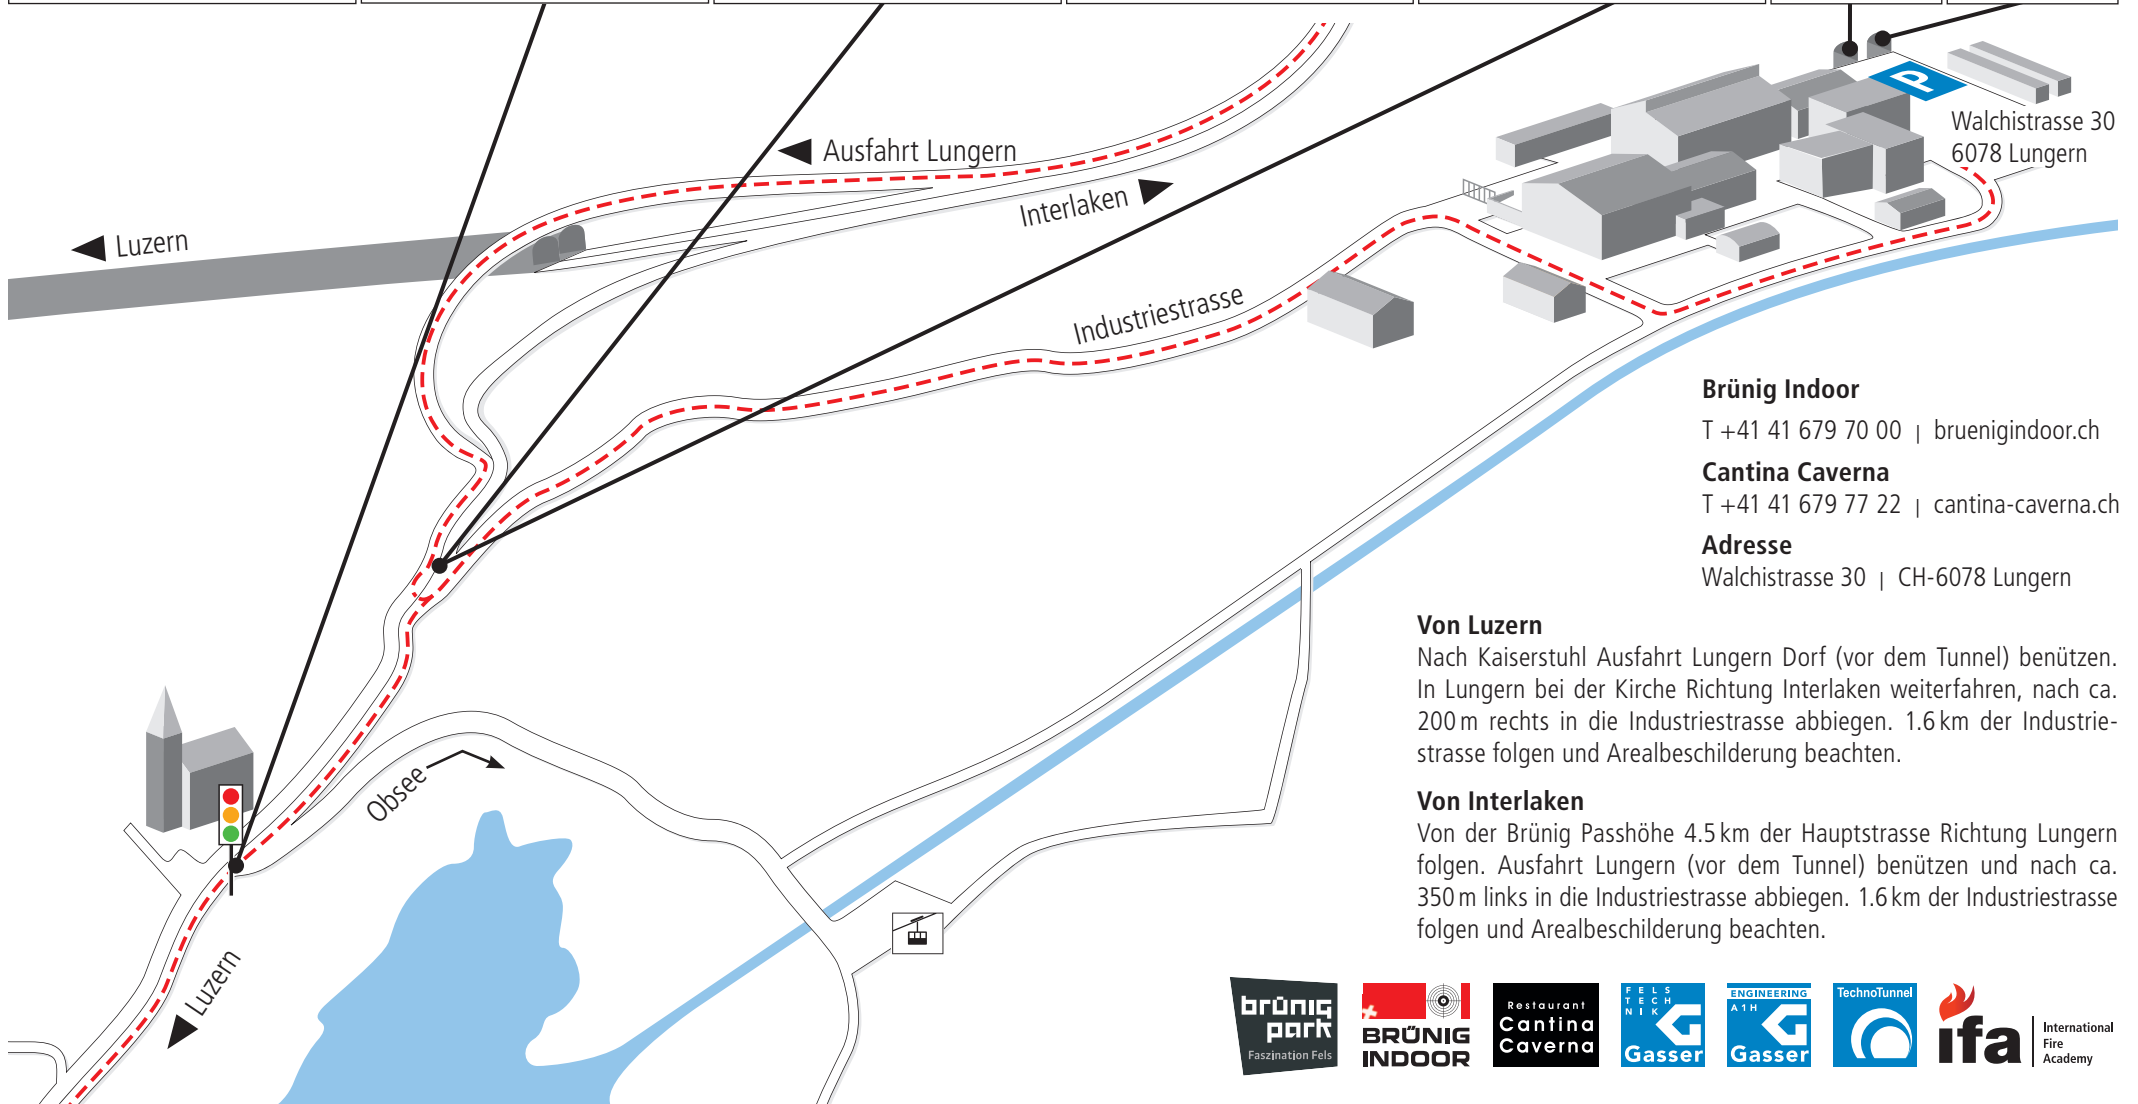 Ausfahrt Lungern
Interlaken
Luzern
Industriestrasse
P
Walchistrasse 30
6078 Lungern
Brünig Indoor
T +41 41 679 70 00 | bruenigindoor.ch
Cantina Caverna
T +41 41 679 77 22 | cantina-caverna.ch
Adresse
Walchistrasse 30 | CH-6078 Lungern
Von Luzern
Nach Kaiserstuhl Ausfahrt Lungern Dorf (vor dem Tunnel) benützen.
In Lungern bei der Kirche Richtung Interlaken weiterfahren, nach ca.
200 m rechts in die Industriestrasse abbiegen. 1.6 km der Industrie-
strasse folgen und Arealbeschilderung beachten.
Von Interlaken
Von der Brünig Passhöhe 4.5 km der Hauptstrasse Richtung Lungern
folgen. Ausfahrt Lungern (vor dem Tunnel) benützen und nach ca.
350 m links in die Industriestrasse abbiegen. 1.6 km der Industriestrasse
folgen und Arealbeschilderung beachten.
Obsee
Luzern
brünig
park
Faszination Fels
BRÜNIG
INDOOR
Restaurant
Cantina
Caverna
FELS
TECH
NIK
G
Gasser
ENGINEERING
A1H
G
Gasser
TechnoTunnel
ifa
International
Fire
Academy